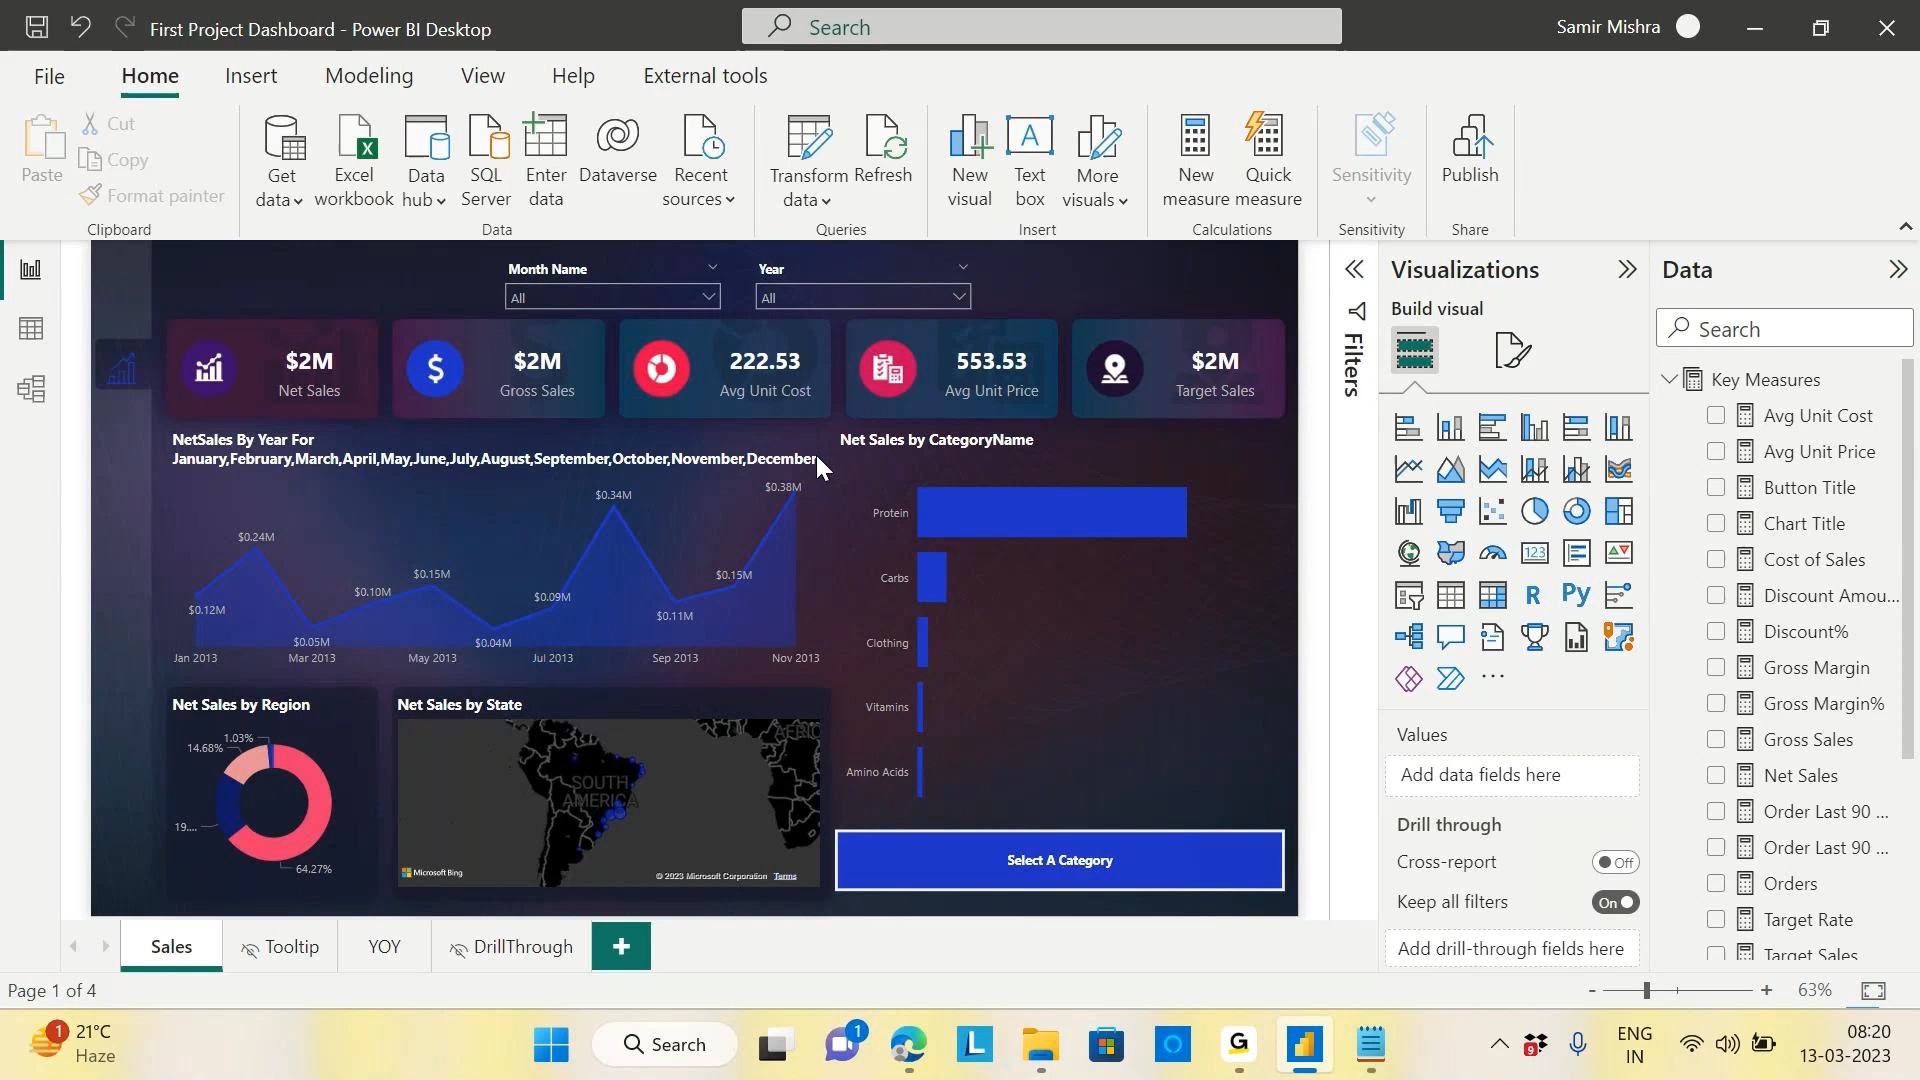 First Project Dashboard - Power BI Desktop
Search
Samir Mishra
File
Home
Insert
Modeling
View
Help
External tools
Paste
Cut
Copy
Format painter
Clipboard
Get
data
Excel
workbook
Data
hub
SQL
Server
Enter
data
Dataverse
Recent
sources
Data
Transform
data
Refresh
Queries
New
visual
A
Text
box
More
visuals
Insert
New
measure
Quick
measure
Calculations
Sensitivity
Sensitivity
Publish
Share
Month Name
All
Year
All
$2M
Net Sales
$
$2M
Gross Sales
222.53
Avg Unit Cost
553.53
Avg Unit Price
$2M
Target Sales
NetSales By Year For
January,February,March,April,May,June,July,August,September,October,November,December
$0.12M
$0.24M
$0.05M
$0.10M
$0.15M
$0.04M
$0.09M
$0.34M
$0.11M
$0.15M
$0.38M
Jan 2013
Mar 2013
May 2013
Jul 2013
Sep 2013
Nov 2013
Net Sales by CategoryName
Protein
Carbs
Clothing
Vitamins
Amino Acids
Select A Category
Net Sales by Region
1.03%
14.68%
19....
64.27%
Net Sales by State
SOUTH
AMERICA
Microsoft Bing
© 2023 Microsoft Corporation Terms
Filters
Visualizations
Build visual
123
R
Py
...
Values
Add data fields here
Drill through
Cross-report
Off
Keep all filters
On
Add drill-through fields here
Data
Search
Key Measures
Avg Unit Cost
Avg Unit Price
Button Title
Chart Title
Cost of Sales
Discount Amou...
Discount%
Gross Margin
Gross Margin%
Gross Sales
Net Sales
Order Last 90 ...
Order Last 90 ...
Orders
Target Rate
Target Sales
Sales
Tooltip
YOY
DrillThrough
+
Page 1 of 4
- + 63%
1
21°C
Haze
Search
1
L
G
9
ENG
IN
08:20
13-03-2023